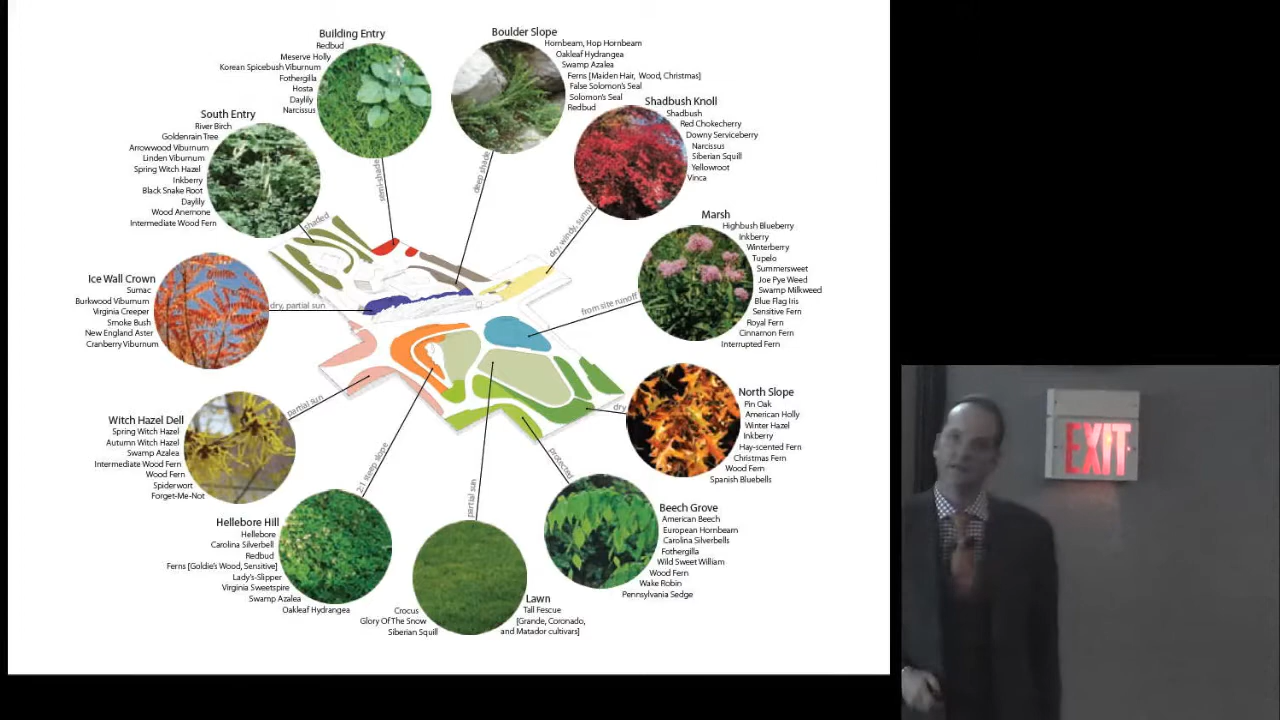 Building Entry
Redbud
Meserve Holly
Korean Spicebush Viburnum
Fothergilla
Hosta
Daylily
Narcissus
semi-shade
Boulder Slope
Hornbeam, Hop Hornbeam
Oakleaf Hydrangea
Swamp Azalea
Ferns [Maiden Hair, Wood, Christmas]
False Solomon's Seal
Solomon's Seal
Redbud
deep shade
Shadbush Knoll
Shadbush
Red Chokecherry
Downy Serviceberry
Narcissus
Siberian Squill
Yellowroot
Vinca
dry, windy, sunny
South Entry
River Birch
Goldenrain Tree
Arrowwood Viburnum
Linden Viburnum
Spring Witch Hazel
Inkberry
Black Snake Root
Daylily
Wood Anemone
Intermediate Wood Fern
shaded
Marsh
Highbush Blueberry
Inkberry
Winterberry
Tupelo
Summersweet
Joe Pye Weed
Swamp Milkweed
Blue Flag Iris
Sensitive Fern
Royal Fern
Cinnamon Fern
Interrupted Fern
from site runoff
Ice Wall Crown
Sumac
Burkwood Viburnum
Virginia Creeper
Smoke Bush
New England Aster
Cranberry Viburnum
dry, partial sun
North Slope
Pin Oak
American Holly
Winter Hazel
Inkberry
Hay-scented Fern
Christmas Fern
Wood Fern
Spanish Bluebells
dry
Witch Hazel Dell
Spring Witch Hazel
Autumn Witch Hazel
Swamp Azalea
Intermediate Wood Fern
Wood Fern
Spiderwort
Forget-Me-Not
partial sun
Hellebore Hill
Hellebore
Carolina Silverbell
Redbud
Ferns [Goldie's Wood, Sensitive]
Lady's-Slipper
Virginia Sweetspire
Swamp Azalea
Oakleaf Hydrangea
2:1 steep slope
Beech Grove
American Beech
European Hornbeam
Carolina Silverbells
Fothergilla
Wild Sweet William
Wood Fern
Wake Robin
Pennsylvania Sedge
protected
Lawn
Tall Fescue
[Grande, Coronado,
and Matador cultivars]
Crocus
Glory Of The Snow
Siberian Squill
partial sun
EXIT